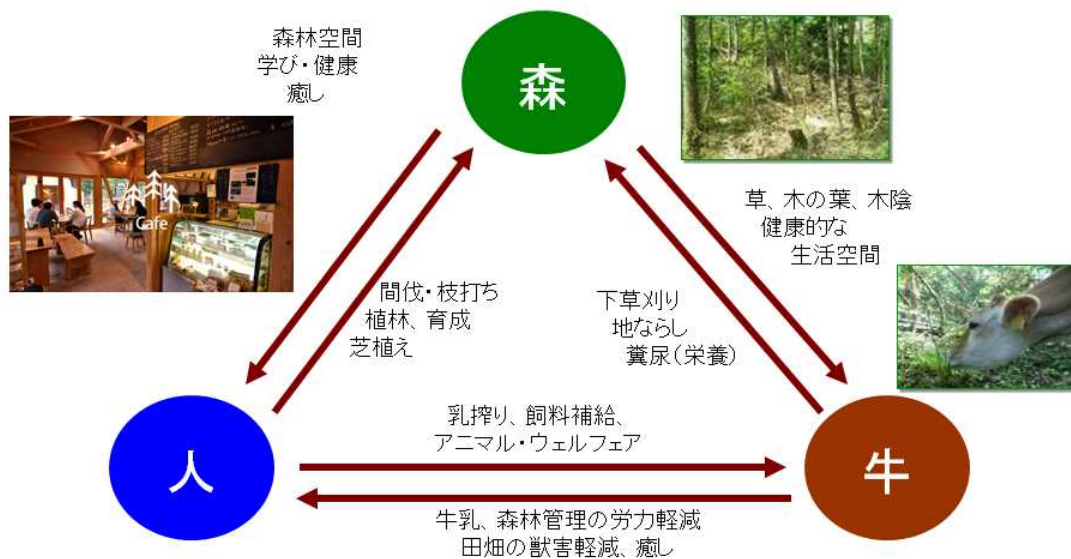 森林空間
学び・健康
癒し
森
Cafe
草、木の葉、木陰
健康的な
生活空間
間伐・枝打ち
植林、育成
芝植え
下草刈り
地ならし
糞尿(栄養)
人
乳搾り、飼料補給、
アニマル・ウェルフェア
牛
牛乳、森林管理の労力軽減
田畑の獣害軽減、癒し